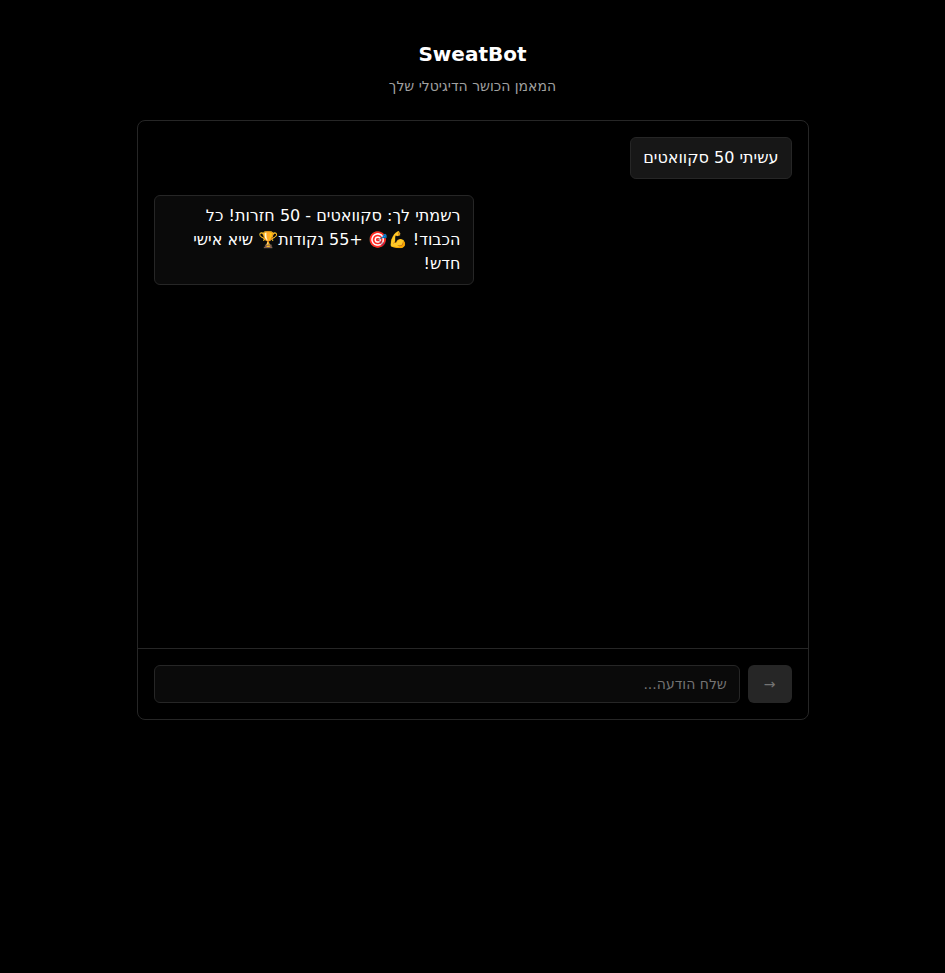 SweatBot
המאמן הכושר הדיגיטלי שלך
עשיתי 50 סקוואטים
רשמתי לך: סקוואטים - 50 חזרות! כל
הכבוד! 💪🎯 +55 נקודות🏆 שיא אישי
חדש!
שלח הודעה...
→